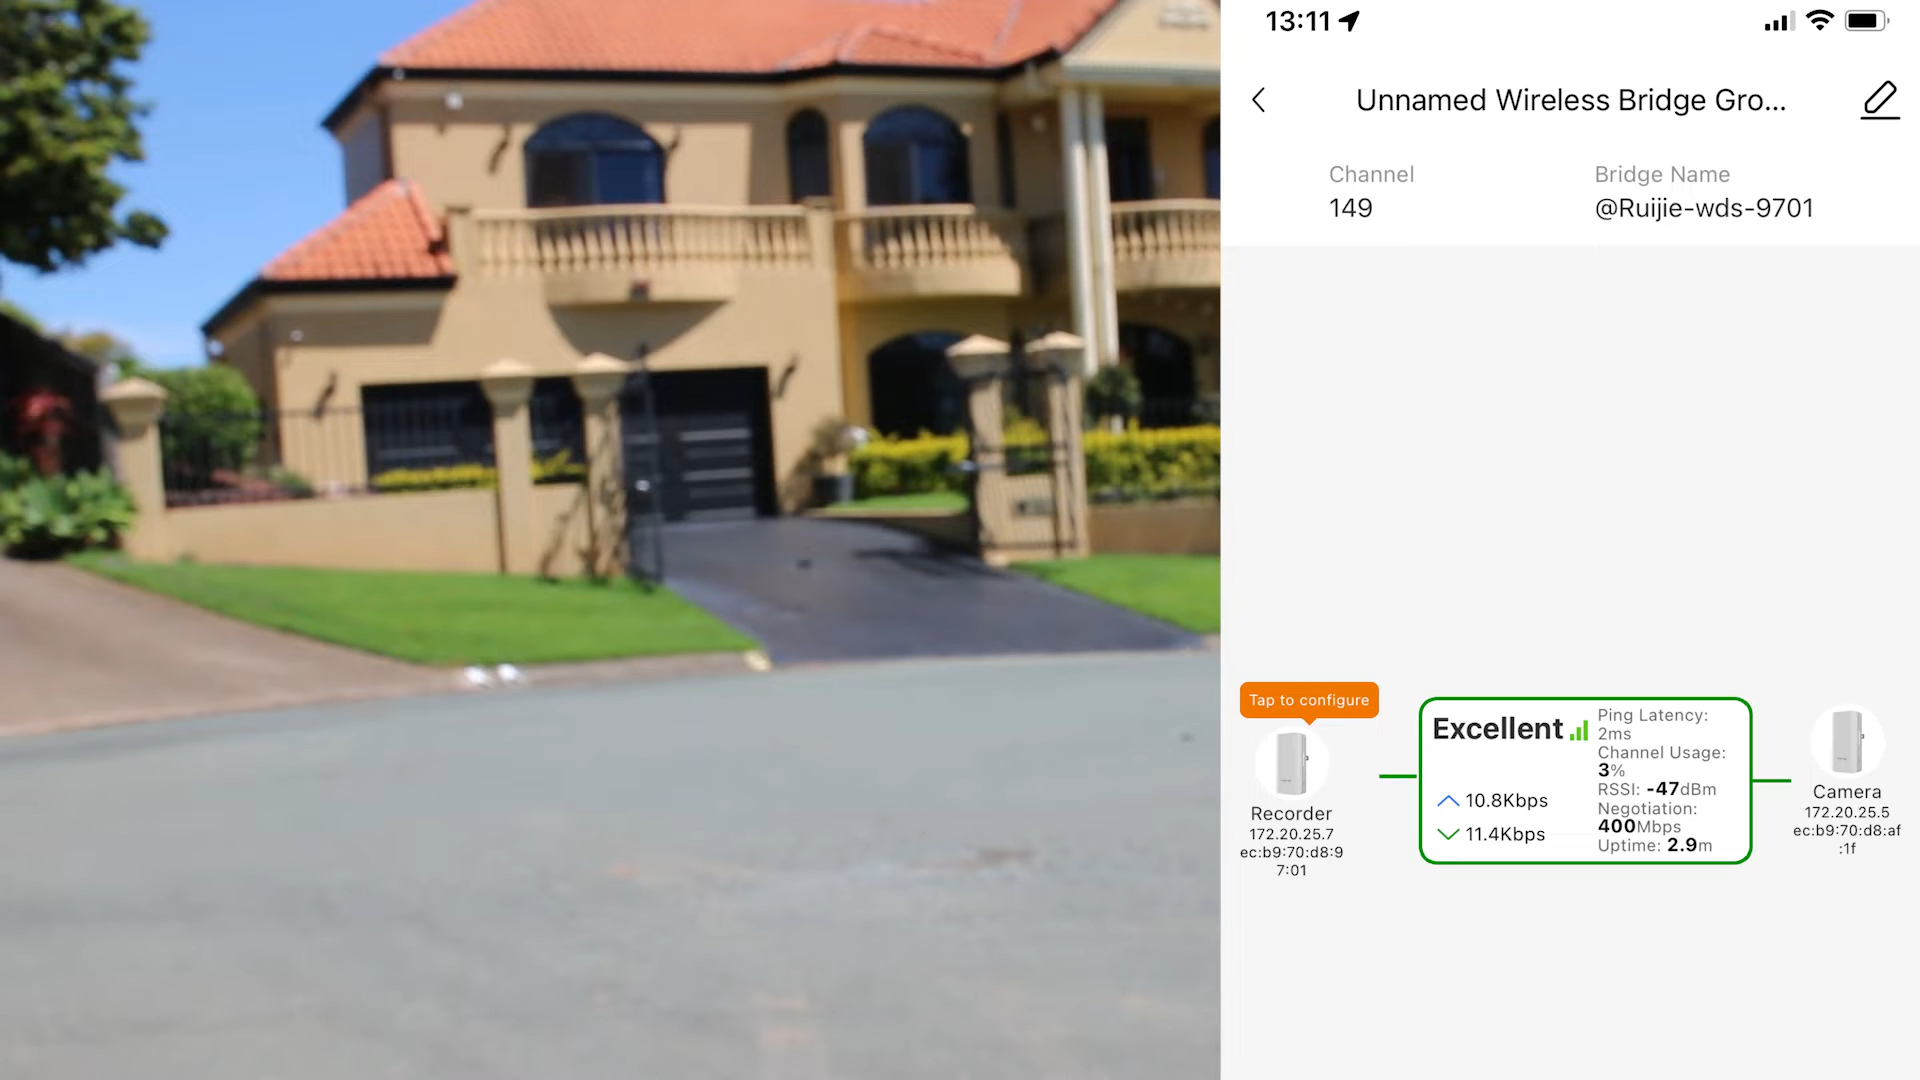 13:11
Unnamed Wireless Bridge Gro...
Channel
149
Bridge Name
@Ruijie-wds-9701
Tap to configure
Recorder
172.20.25.7
ec:b9:70:d8:9
7:01
Excellent
10.8Kbps
11.4Kbps
Ping Latency:
2ms
Channel Usage:
3%
RSSI: -47dBm
Negotiation:
400Mbps
Uptime: 2.9m
Camera
172.20.25.5
ec:b9:70:d8:af
:1f